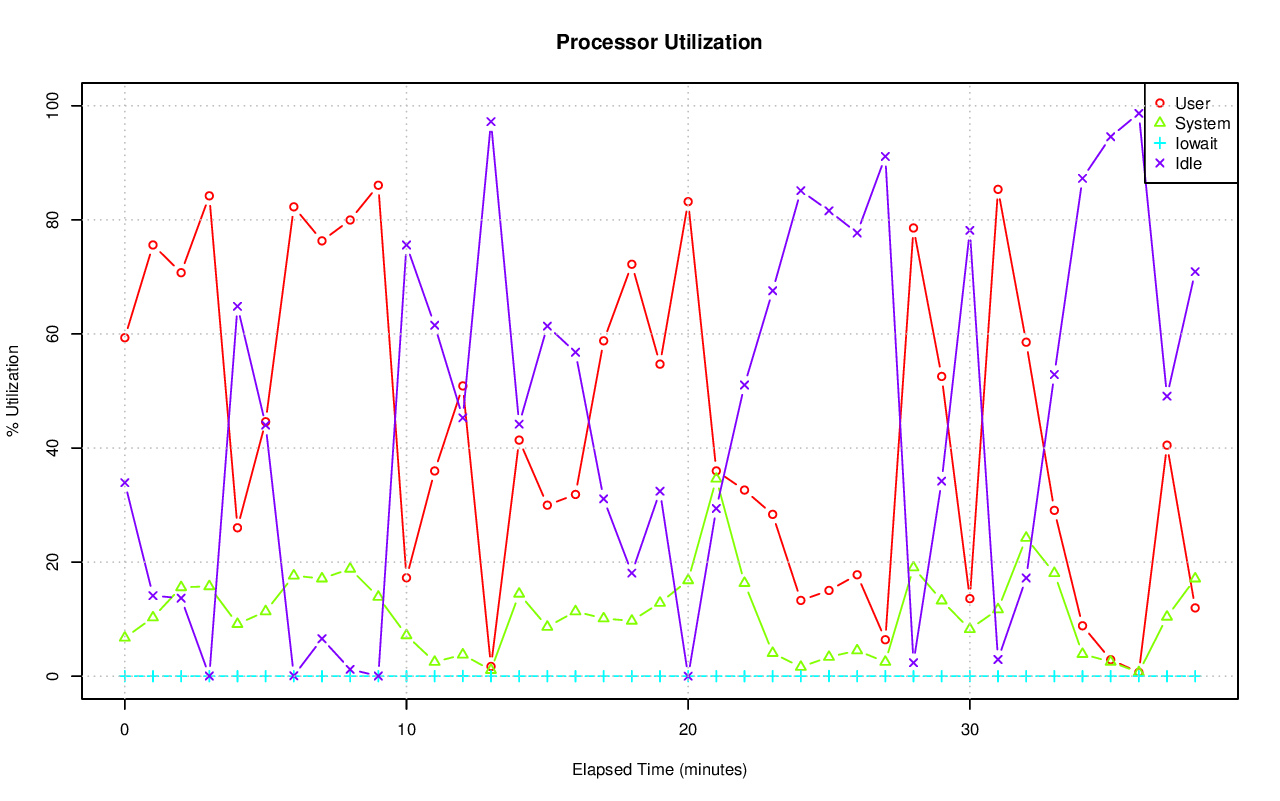 Processor Utilization
% Utilization
100
80
60
40
20
0
User
System
Iowait
Idle
0 10 20 30
Elapsed Time (minutes)